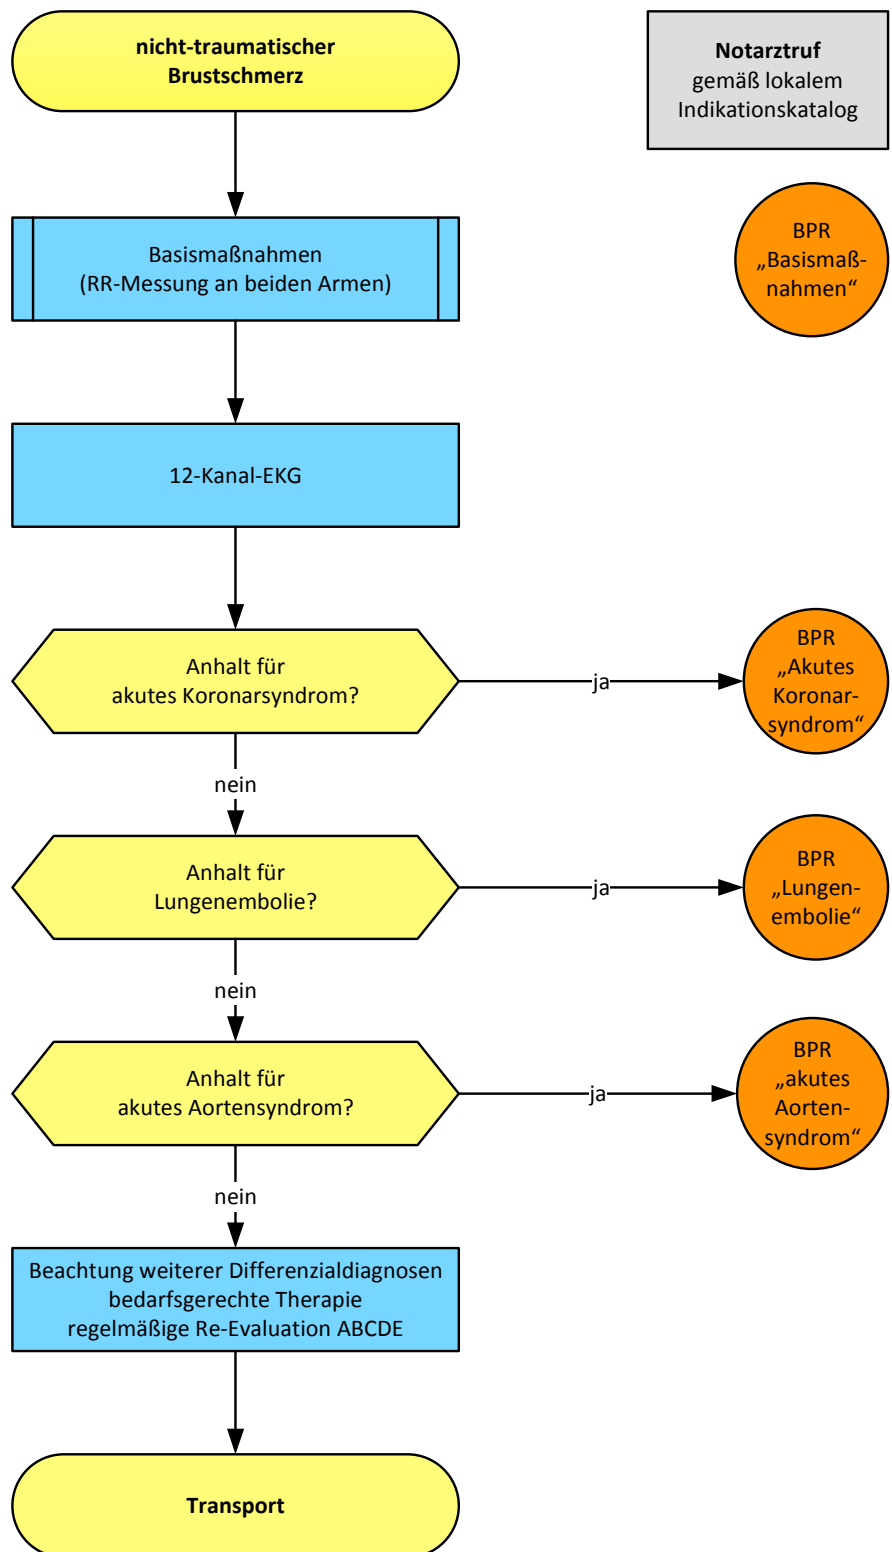 nicht-traumatischer
Brustschmerz
Notarztruf
gemäß lokalem
Indikationskatalog
Basismaßnahmen
(RR-Messung an beiden Armen)
BPR
„Basismaß-
nahmen“
12-Kanal-EKG
Anhalt für
akutes Koronarsyndrom?
ja
BPR
„Akutes
Koronar-
syndrom“
nein
Anhalt für
Lungenembolie?
ja
BPR
„Lungen-
embolie“
nein
Anhalt für
akutes Aortensyndrom?
ja
BPR
„akutes
Aorten-
syndrom“
nein
Beachtung weiterer Differenzialdiagnosen
bedarfsgerechte Therapie
regelmäßige Re-Evaluation ABCDE
Transport